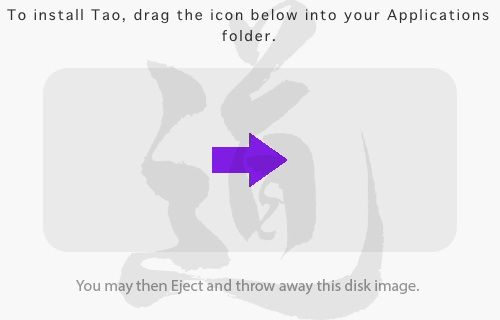 To install Tao, drag the icon below into your Applications
folder.
道
You may then Eject and throw away this disk image.